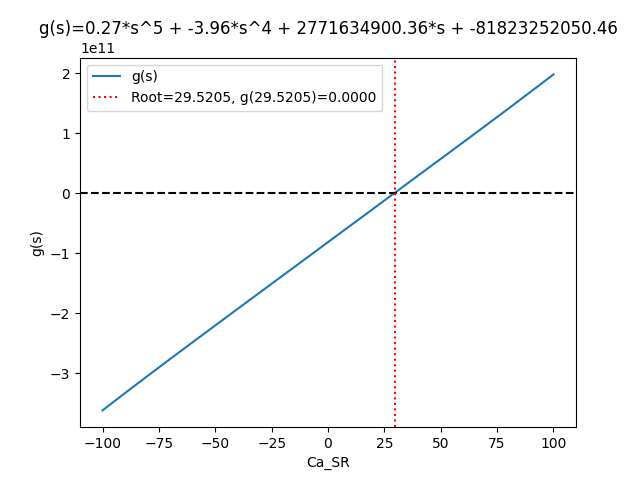 g(s)=0.27*s^5 + -3.96*s^4 + 2771634900.36*s + -81823252050.46
1e11
g(s)
Root=29.5205, g(29.5205)=0.0000
2
1
0
−1
−2
−3
g(s)
−100 −75 −50 −25 0 25 50 75 100
Ca_SR